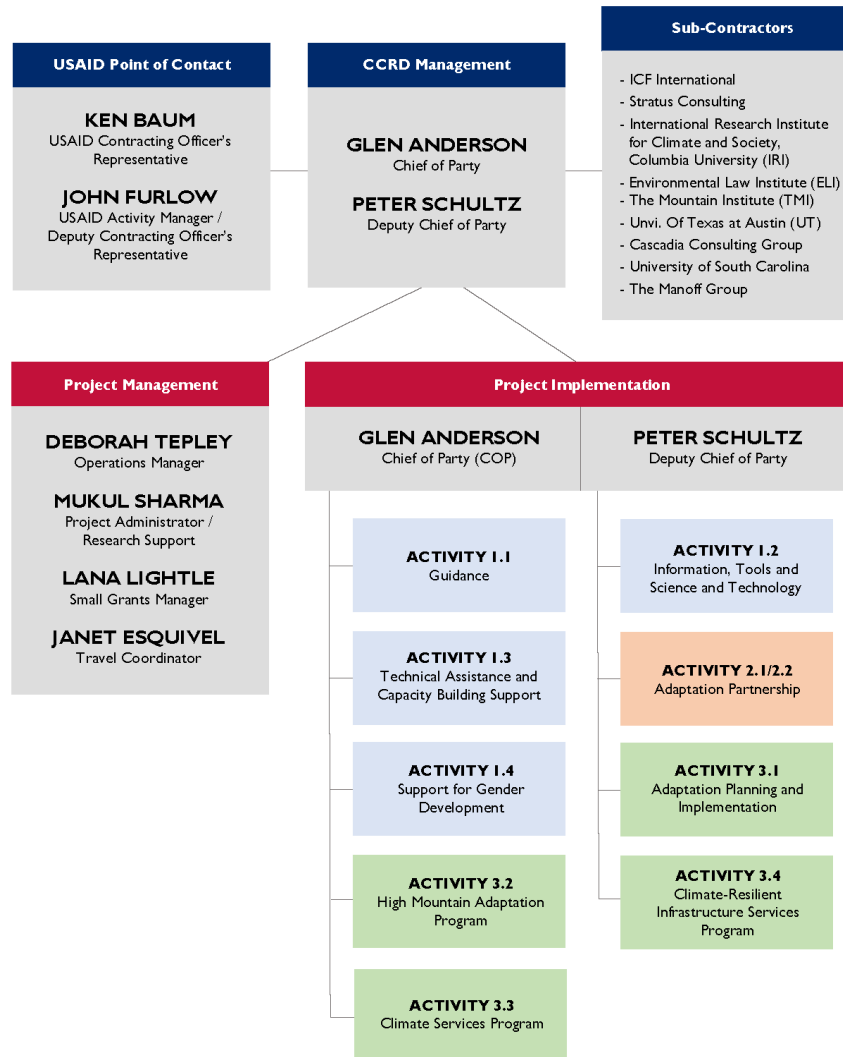 USAID Point of Contact
KEN BAUM
USAID Contracting Officer's
Representative
JOHN FURLOW
USAID Activity Manager /
Deputy Contracting Officer's
Representative
CCRD Management
GLEN ANDERSON
Chief of Party
PETER SCHULTZ
Deputy Chief of Party
Sub-Contractors
- ICF International
- Stratus Consulting
- International Research Institute
for Climate and Society,
Columbia University (IRI)
- Environmental Law Institute (ELI)
- The Mountain Institute (TMI)
- Unvi. Of Texas at Austin (UT)
- Cascadia Consulting Group
- University of South Carolina
- The Manoff Group
Project Management
DEBORAH TEPLEY
Operations Manager
MUKUL SHARMA
Project Administrator /
Research Support
LANA LIGHTLE
Small Grants Manager
JANET ESQUIVEL
Travel Coordinator
Project Implementation
GLEN ANDERSON
Chief of Party (COP)
PETER SCHULTZ
Deputy Chief of Party
ACTIVITY 1.1
Guidance
ACTIVITY 1.3
Technical Assistance and
Capacity Building Support
ACTIVITY 1.4
Support for Gender
Development
ACTIVITY 3.2
High Mountain Adaptation
Program
ACTIVITY 3.3
Climate Services Program
ACTIVITY 1.2
Information, Tools and
Science and Technology
ACTIVITY 2.1/2.2
Adaptation Partnership
ACTIVITY 3.1
Adaptation Planning and
Implementation
ACTIVITY 3.4
Climate-Resilient
Infrastructure Services
Program